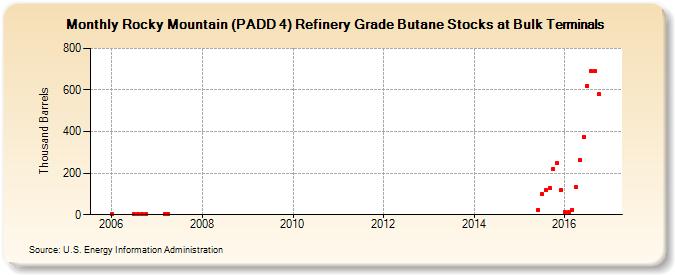 Monthly Rocky Mountain (PADD 4) Refinery Grade Butane Stocks at Bulk Terminals
Thousand Barrels
800
600
400
200
0
2006 2008 2010 2012 2014 2016
Source: U.S. Energy Information Administration